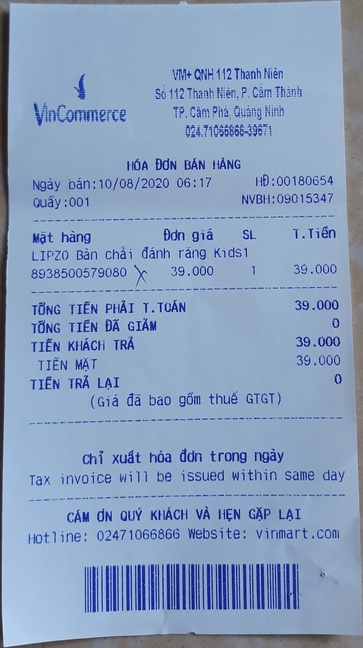 VinCommerce
VM+ QNH 112 Thanh Niên
Số 112 Thanh Niên, P. Cẩm Thành
TP. Cẩm Phả, Quảng Ninh
024.71066866-39671
HÓA ĐƠN BÁN HÀNG
Ngày bán:10/08/2020 06:17 HĐ:00180654
Quầy:001 NVBH:09015347
Mặt hàng Đơn giá SL T.Tiền
LIPZO Bàn chải đánh răng Kids1
8938500579080 39.000 1 39.000
TỔNG TIỀN PHẢI T.TOÁN 39.000
TỔNG TIỀN ĐÃ GIẢM 0
TIỀN KHÁCH TRẢ 39.000
TIỀN MẶT 39.000
TIỀN TRẢ LẠI 0
(Giá đã bao gồm thuế GTGT)
Chỉ xuất hóa đơn trong ngày
Tax invoice will be issued within same day
CẢM ƠN QUÝ KHÁCH VÀ HẸN GẶP LẠI
Hotline: 02471066866 Website: vinmart.com